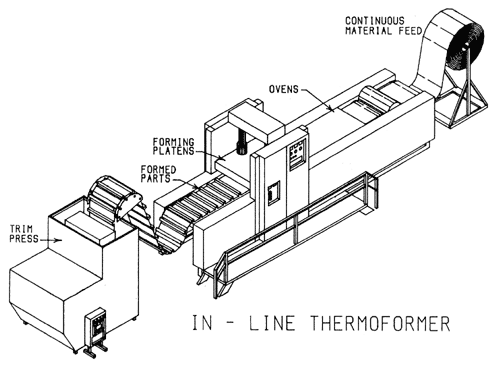 CONTINUOUS
MATERIAL FEED
OVENS
FORMING
PLATENS
FORMED
PARTS
TRIM
PRESS
IN - LINE THERMOFORMER